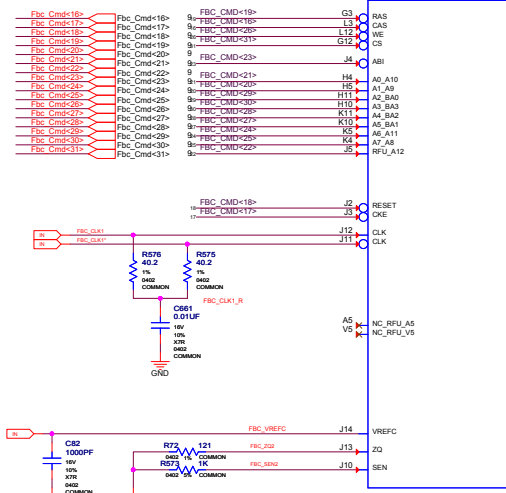 Fbc_Cmd<16> Fbc_Cmd<16> FBC_CMD<19> G3 RAS
Fbc_Cmd<17> Fbc_Cmd<17> FBC_CMD<16> L3 CAS
Fbc_Cmd<18> Fbc_Cmd<18> FBC_CMD<26> L12 WE
Fbc_Cmd<19> Fbc_Cmd<19> FBC_CMD<31> G12 CS
Fbc_Cmd<20> Fbc_Cmd<20>
Fbc_Cmd<21> Fbc_Cmd<21> FBC_CMD<23> J4 ABI
Fbc_Cmd<22> Fbc_Cmd<22>
Fbc_Cmd<23> Fbc_Cmd<23> FBC_CMD<21> H4 A0_A10
Fbc_Cmd<24> Fbc_Cmd<24> FBC_CMD<20> H5 A1_A9
Fbc_Cmd<25> Fbc_Cmd<25> FBC_CMD<29> H11 A2_BA0
Fbc_Cmd<26> Fbc_Cmd<26> FBC_CMD<30> H10 A3_BA3
Fbc_Cmd<27> Fbc_Cmd<27> FBC_CMD<28> K11 A4_BA2
Fbc_Cmd<28> Fbc_Cmd<28> FBC_CMD<27> K10 A5_BA1
Fbc_Cmd<29> Fbc_Cmd<29> FBC_CMD<24> K5 A6_A11
Fbc_Cmd<30> Fbc_Cmd<30> FBC_CMD<25> K4 A7_A8
Fbc_Cmd<31> Fbc_Cmd<31> FBC_CMD<22> J5 RFU_A12
18 FBC_CMD<18> J2 RESET
17 FBC_CMD<17> J3 CKE
IN FBC_CLK1 J12 CLK
IN FBC_CLK1* J11 CLK
R576 R575
40.2 40.2
1% 1%
0402 0402
COMMON COMMON
FBC_CLK1_R
C661
0.01UF
16V
10%
X7R
0402
COMMON
GND
A5 NC_RFU_A5
V5 NC_RFU_V5
IN FBC_VREFC J14 VREFC
C82
1000PF
16V
10%
X7R
0402
COMMON
R72 121 FBC_ZQ2 J13 ZQ
0402 1% COMMON
R573 1K FBC_SEN2 J10 SEN
0402 5% COMMON